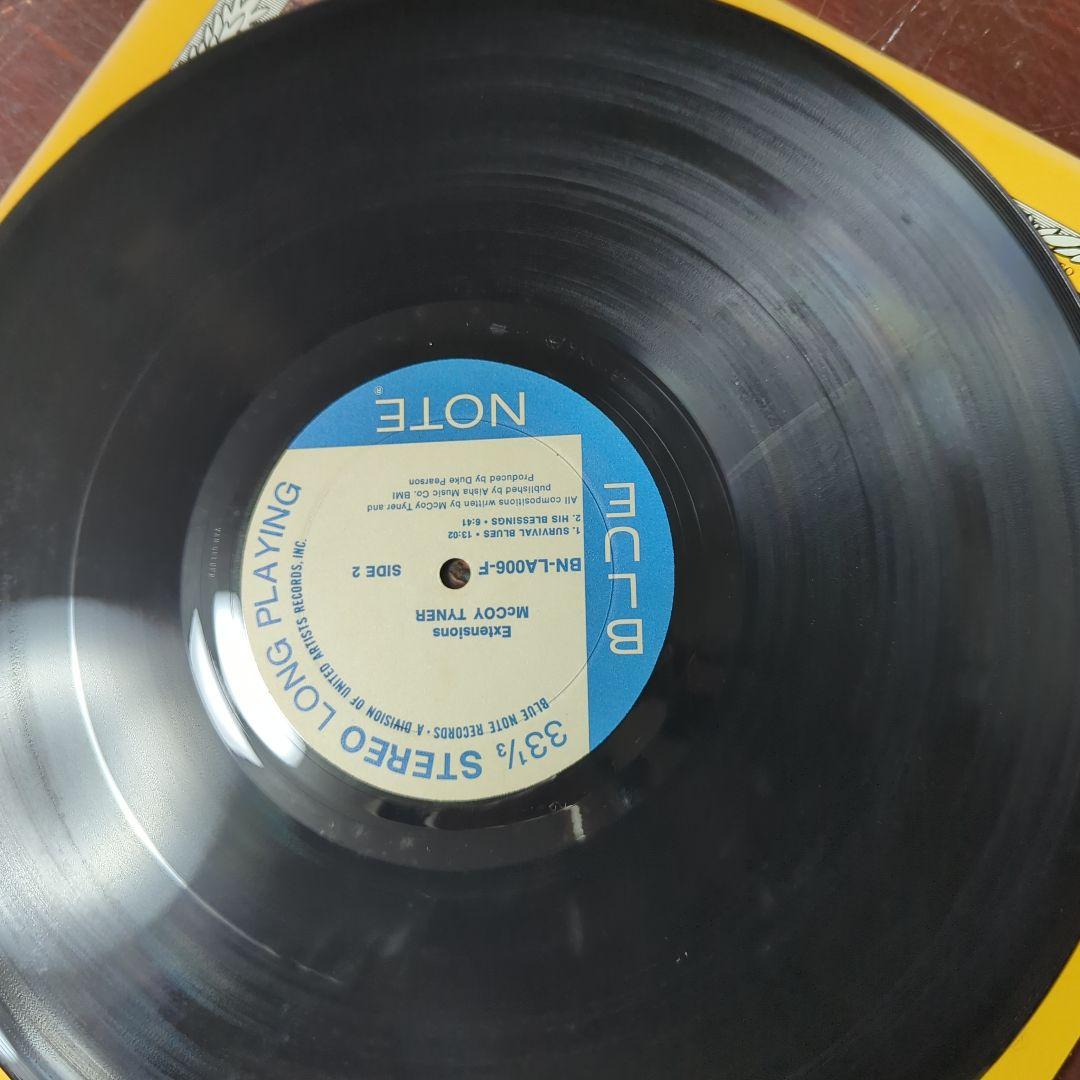 BLUE
NOTE®
Extensions
McCOY TYNER
BN-LA006-F
SIDE 2
1. SURVIVAL BLUES • 13:02
2. HIS BLESSINGS • 6:41
All compositions written by McCoy Tyner and
published by Aisha Music Co. BMI
Produced by Duke Pearson
BLUE NOTE RECORDS • A DIVISION OF UNITED ARTISTS RECORDS, INC.
33⅓ STEREO LONG PLAYING
VAN GELDER